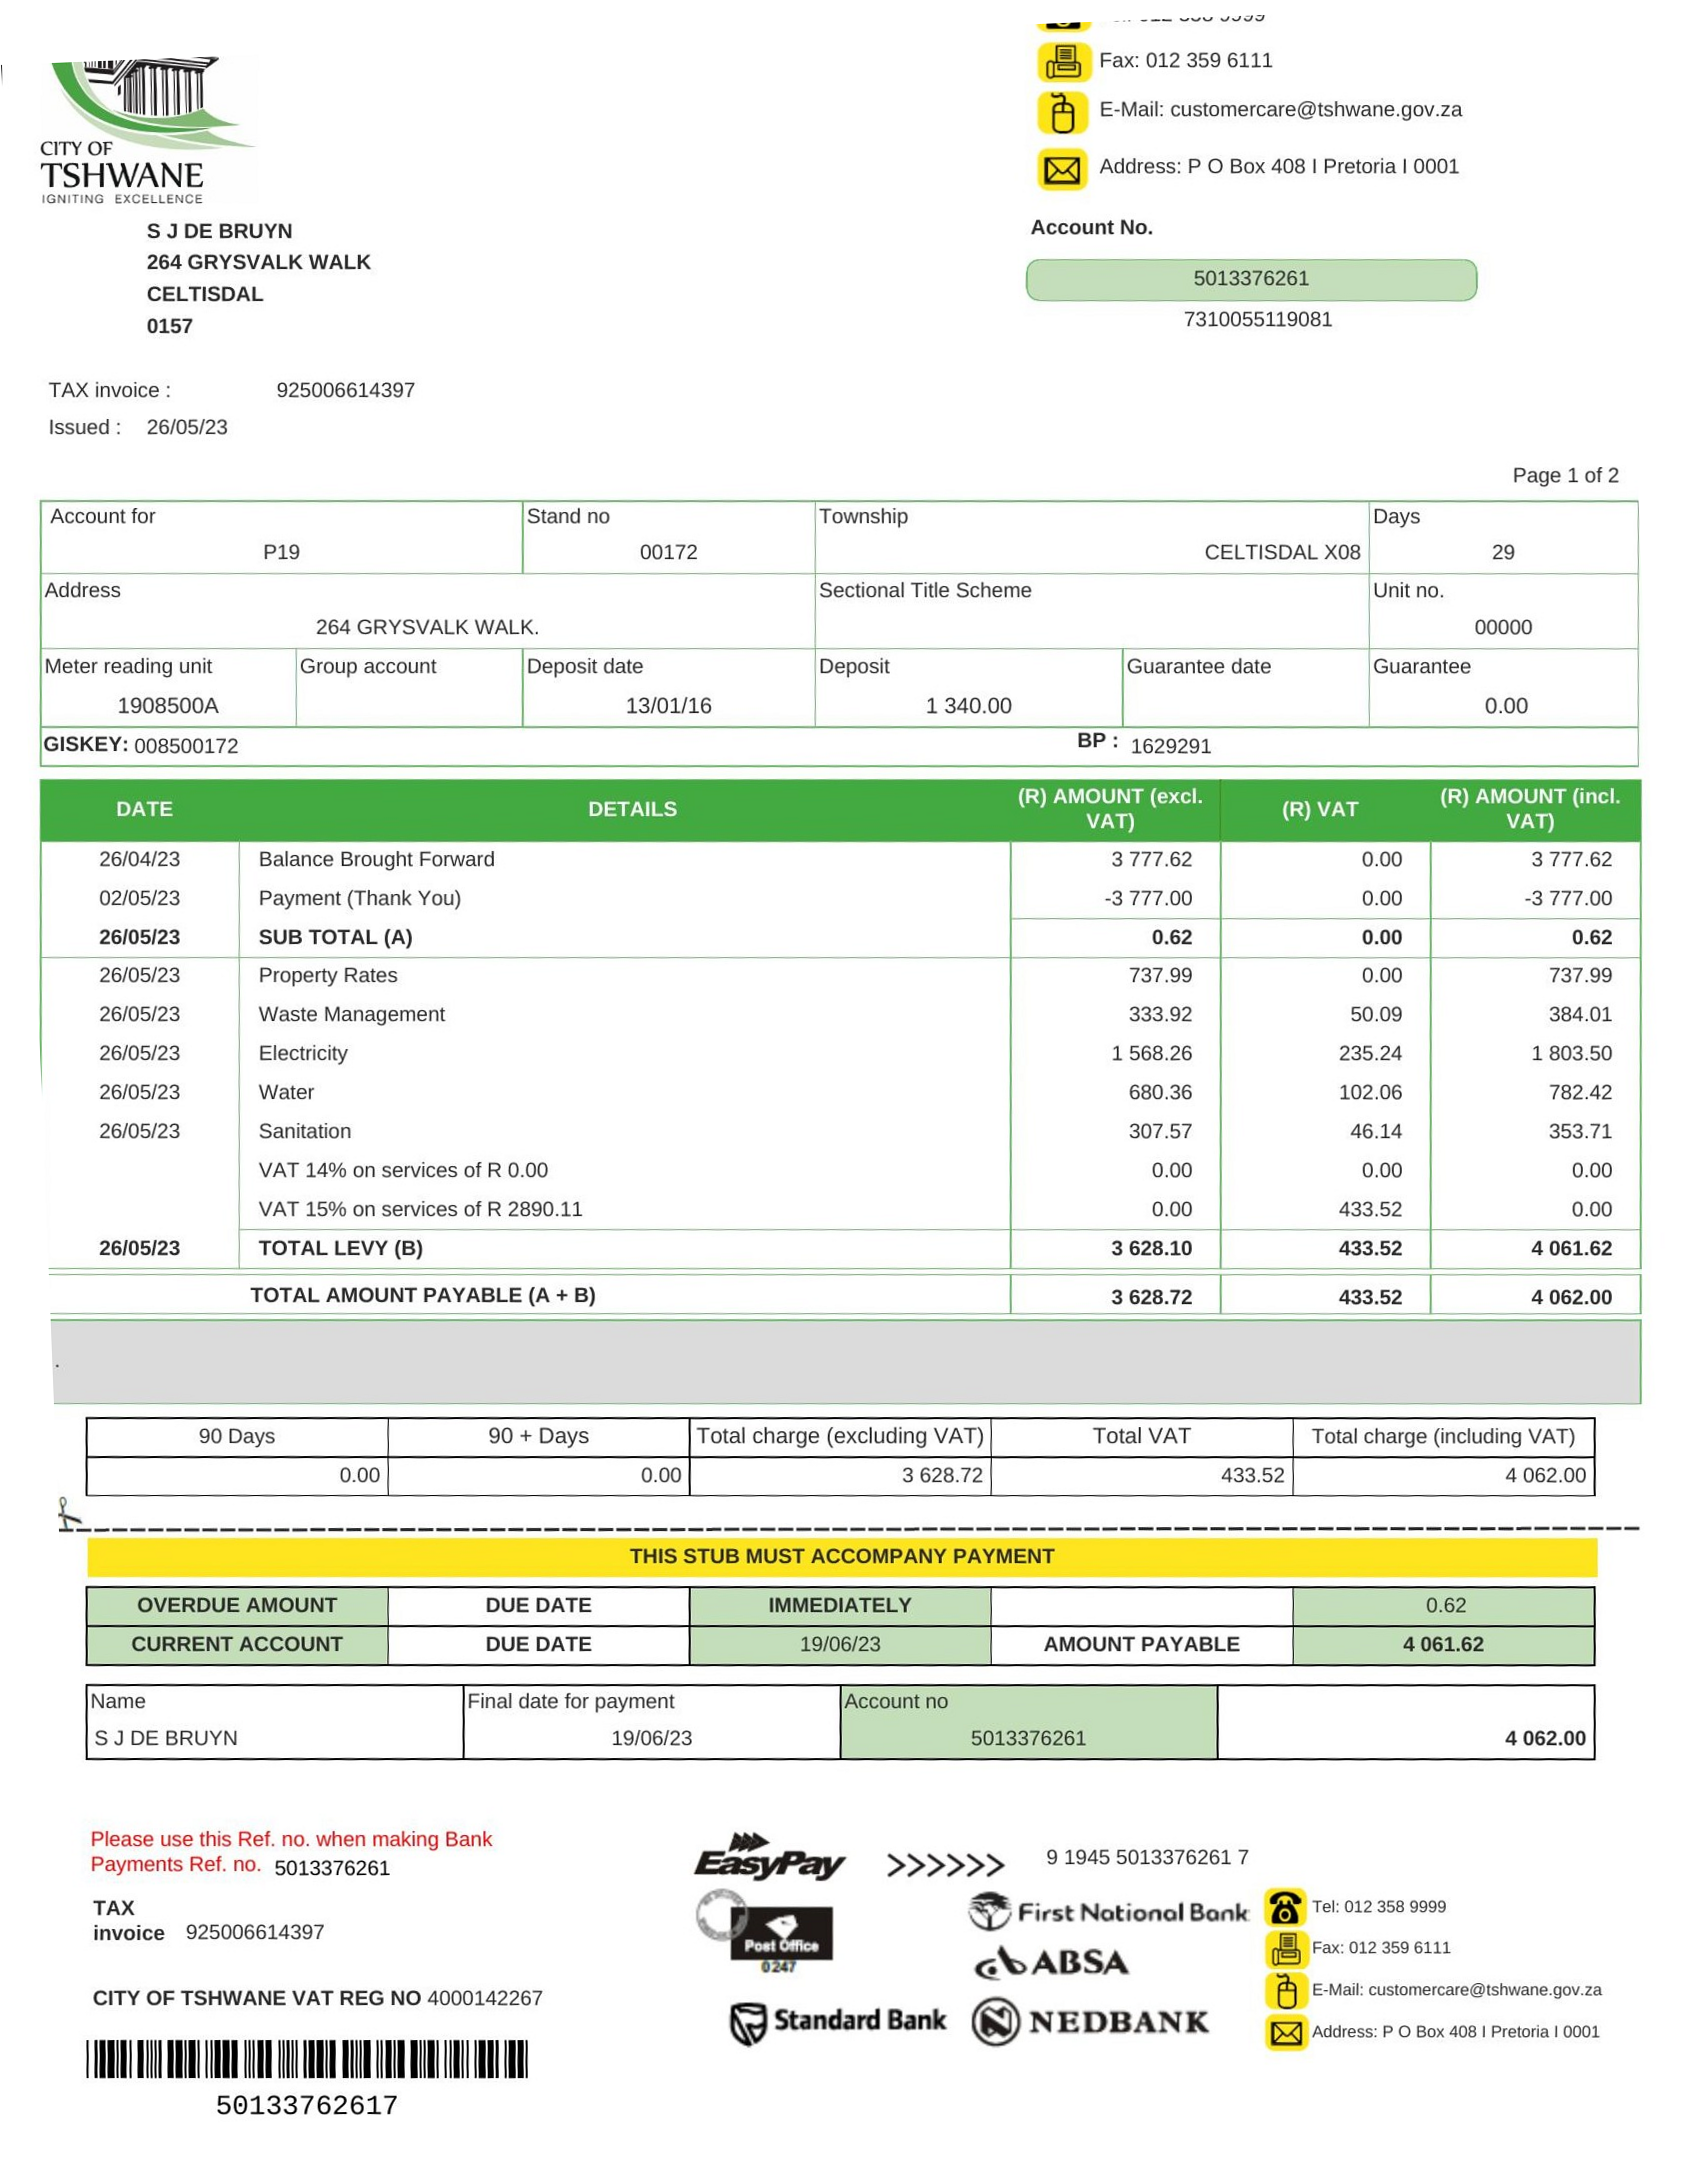 Fax: 012 359 6111
E-Mail: customercare@tshwane.gov.za
Address: P O Box 408 I Pretoria I 0001
CITY OF
TSHWANE
IGNITING EXCELLENCE
S J DE BRUYN
264 GRYSVALK WALK
CELTISDAL
0157
Account No.
5013376261
7310055119081
TAX invoice : 925006614397
Issued : 26/05/23
Page 1 of 2
Account for Stand no Township Days
P19 00172 CELTISDAL X08 29
Address Sectional Title Scheme Unit no.
264 GRYSVALK WALK. 00000
Meter reading unit Group account Deposit date Deposit Guarantee date Guarantee
1908500A 13/01/16 1 340.00 0.00
GISKEY: 008500172 BP : 1629291
DATE DETAILS (R) AMOUNT (excl. VAT) (R) VAT (R) AMOUNT (incl. VAT)
26/04/23 Balance Brought Forward 3 777.62 0.00 3 777.62
02/05/23 Payment (Thank You) -3 777.00 0.00 -3 777.00
26/05/23 SUB TOTAL (A) 0.62 0.00 0.62
26/05/23 Property Rates 737.99 0.00 737.99
26/05/23 Waste Management 333.92 50.09 384.01
26/05/23 Electricity 1 568.26 235.24 1 803.50
26/05/23 Water 680.36 102.06 782.42
26/05/23 Sanitation 307.57 46.14 353.71
VAT 14% on services of R 0.00 0.00 0.00 0.00
VAT 15% on services of R 2890.11 0.00 433.52 0.00
26/05/23 TOTAL LEVY (B) 3 628.10 433.52 4 061.62
TOTAL AMOUNT PAYABLE (A + B) 3 628.72 433.52 4 062.00
.
90 Days 90 + Days Total charge (excluding VAT) Total VAT Total charge (including VAT)
0.00 0.00 3 628.72 433.52 4 062.00
THIS STUB MUST ACCOMPANY PAYMENT
OVERDUE AMOUNT DUE DATE IMMEDIATELY 0.62
CURRENT ACCOUNT DUE DATE 19/06/23 AMOUNT PAYABLE 4 061.62
Name Final date for payment Account no
S J DE BRUYN 19/06/23 5013376261 4 062.00
Please use this Ref. no. when making Bank
Payments Ref. no. 5013376261
TAX
invoice 925006614397
CITY OF TSHWANE VAT REG NO 4000142267
50133762617
EasyPay >>>>>> 9 1945 5013376261 7
Post Office
0247
First National Bank
ABSA
Standard Bank
NEDBANK
Tel: 012 358 9999
Fax: 012 359 6111
E-Mail: customercare@tshwane.gov.za
Address: P O Box 408 I Pretoria I 0001